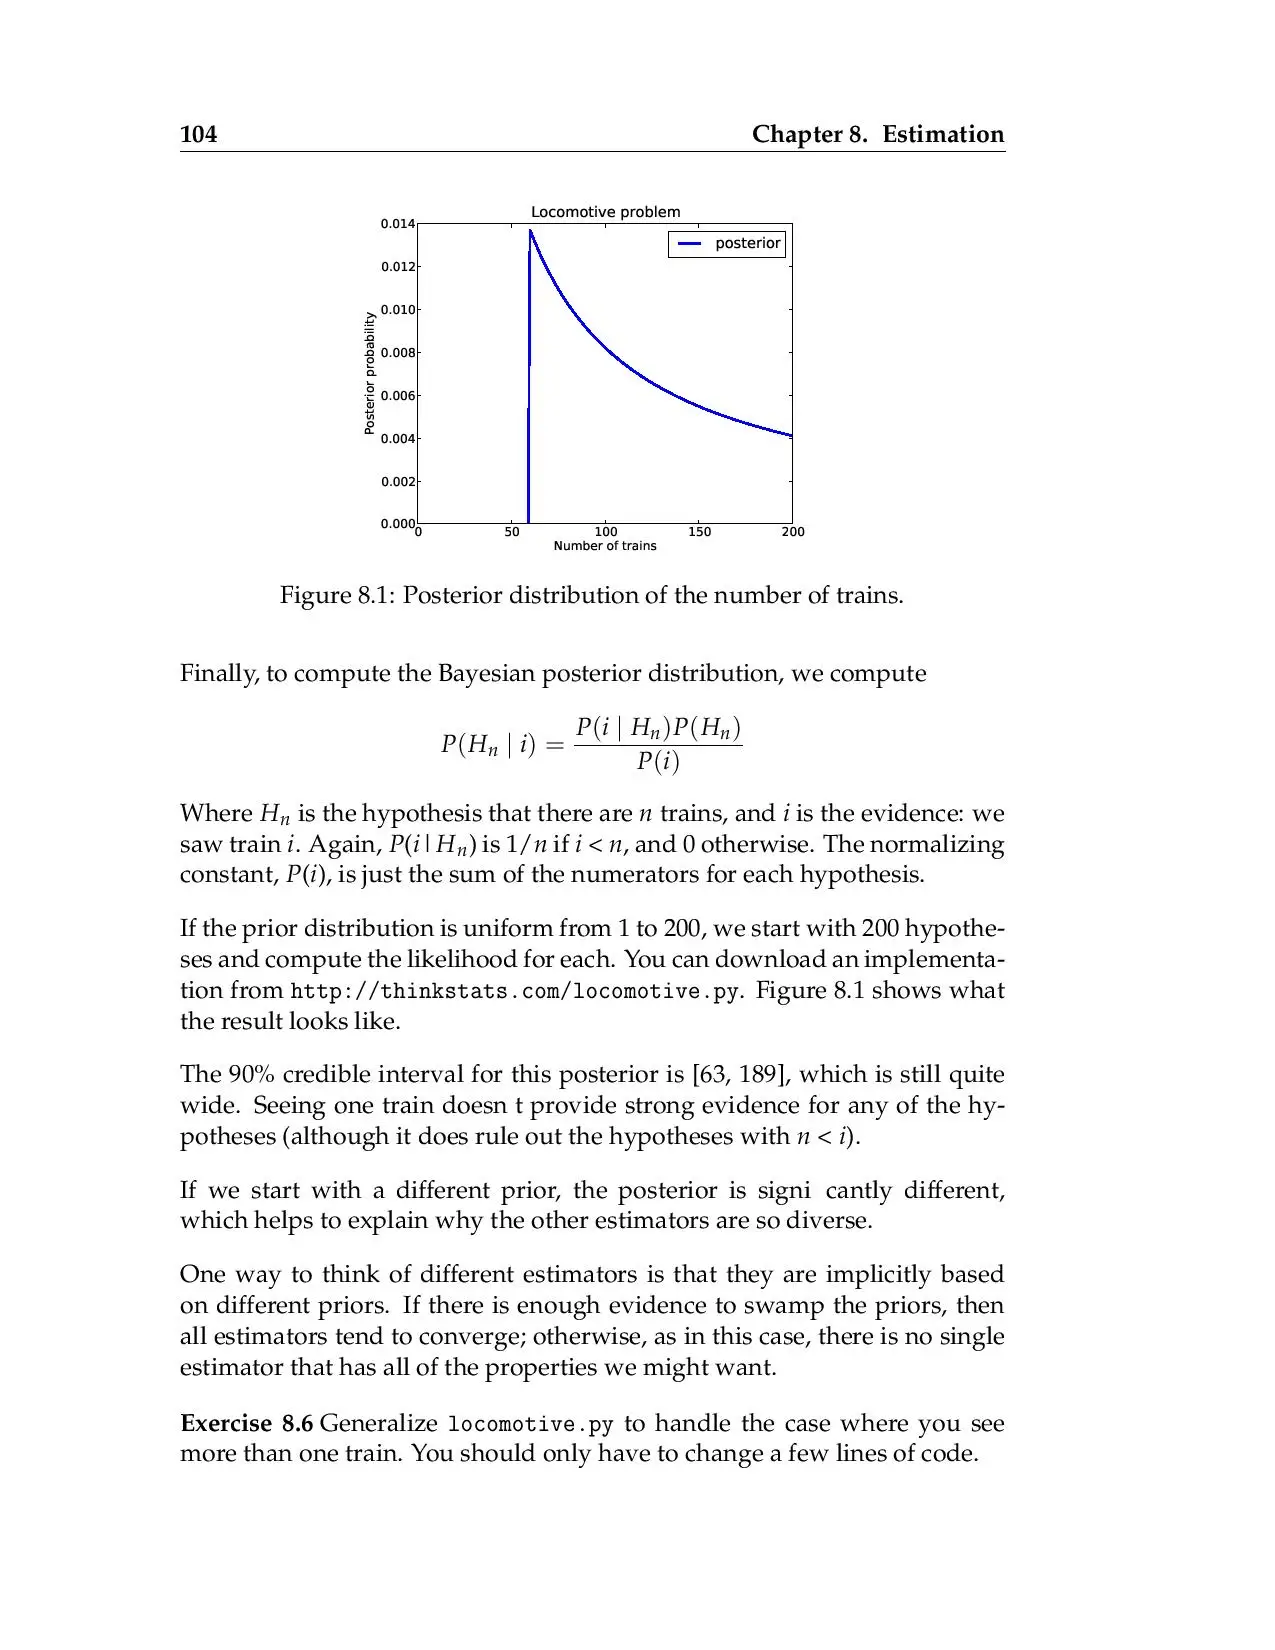 104 Chapter 8. Estimation
Locomotive problem
0.014
posterior
0.012
0.010
0.008
0.006
0.004
0.002
0.000
Posterior probability
0 50 100 150 200
Number of trains
Figure 8.1: Posterior distribution of the number of trains.
Finally, to compute the Bayesian posterior distribution, we compute
P(Hn | i) = P(i | Hn)P(Hn) / P(i)
Where Hn is the hypothesis that there are n trains, and i is the evidence: we
saw train i. Again, P(i|Hn) is 1/n if i < n, and 0 otherwise. The normalizing
constant, P(i), is just the sum of the numerators for each hypothesis.
If the prior distribution is uniform from 1 to 200, we start with 200 hypothe-
ses and compute the likelihood for each. You can download an implementa-
tion from http://thinkstats.com/locomotive.py. Figure 8.1 shows what
the result looks like.
The 90% credible interval for this posterior is [63, 189], which is still quite
wide. Seeing one train doesn t provide strong evidence for any of the hy-
potheses (although it does rule out the hypotheses with n < i).
If we start with a different prior, the posterior is signi cantly different,
which helps to explain why the other estimators are so diverse.
One way to think of different estimators is that they are implicitly based
on different priors. If there is enough evidence to swamp the priors, then
all estimators tend to converge; otherwise, as in this case, there is no single
estimator that has all of the properties we might want.
Exercise 8.6 Generalize locomotive.py to handle the case where you see
more than one train. You should only have to change a few lines of code.